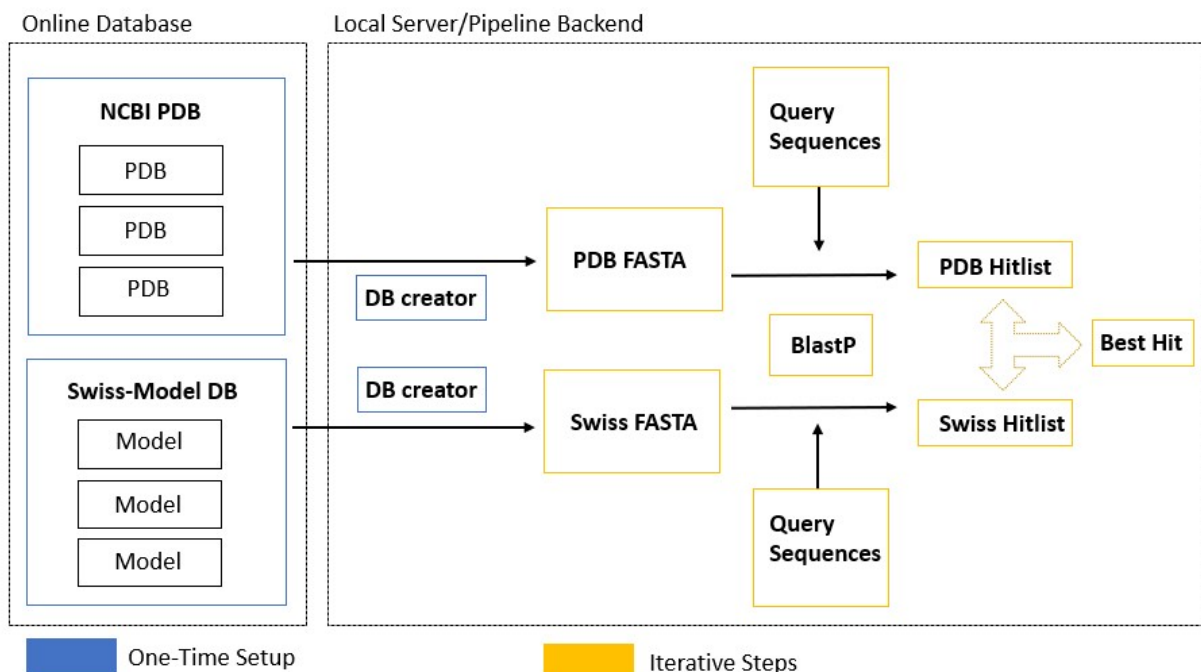 Online Database
Local Server/Pipeline Backend
NCBI PDB
PDB
PDB
PDB
Swiss-Model DB
Model
Model
Model
DB creator
DB creator
PDB FASTA
Swiss FASTA
Query
Sequences
BlastP
Query
Sequences
PDB Hitlist
Swiss Hitlist
Best Hit
One-Time Setup
Iterative Steps